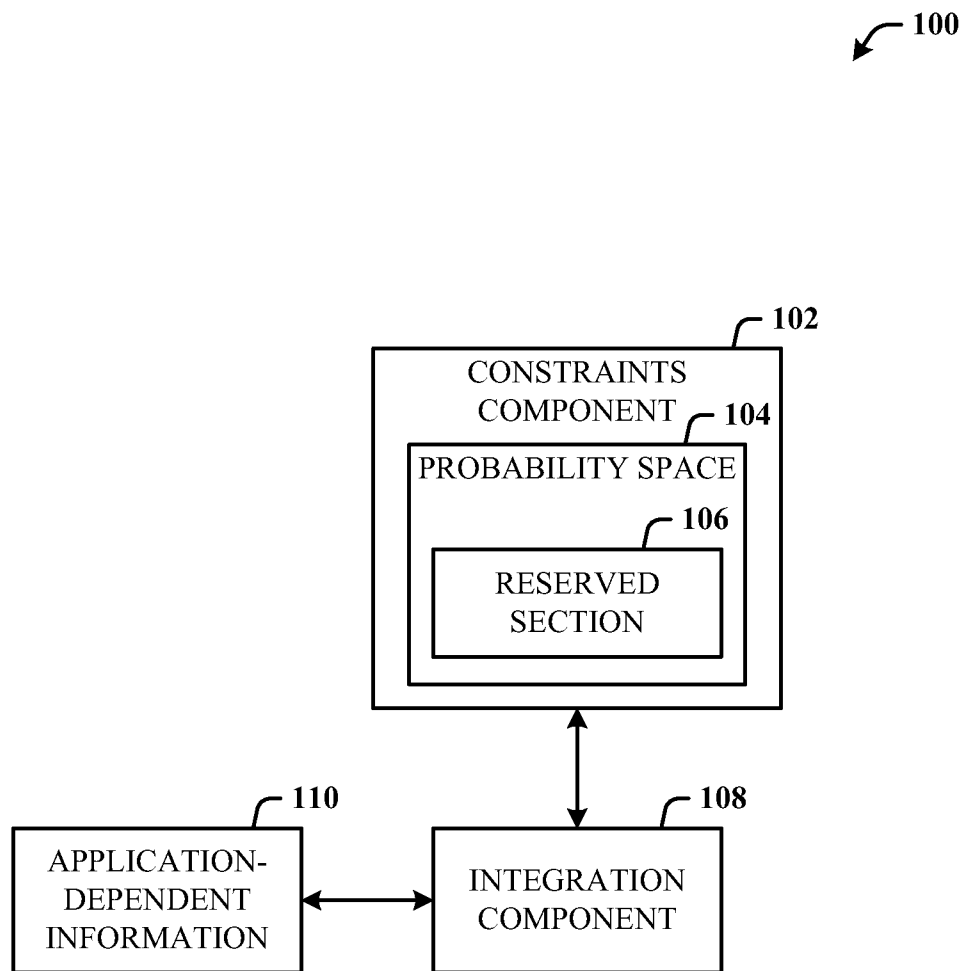 100
102
CONSTRAINTS
COMPONENT
104
PROBABILITY SPACE
106
RESERVED
SECTION
110
APPLICATION-
DEPENDENT
INFORMATION
108
INTEGRATION
COMPONENT